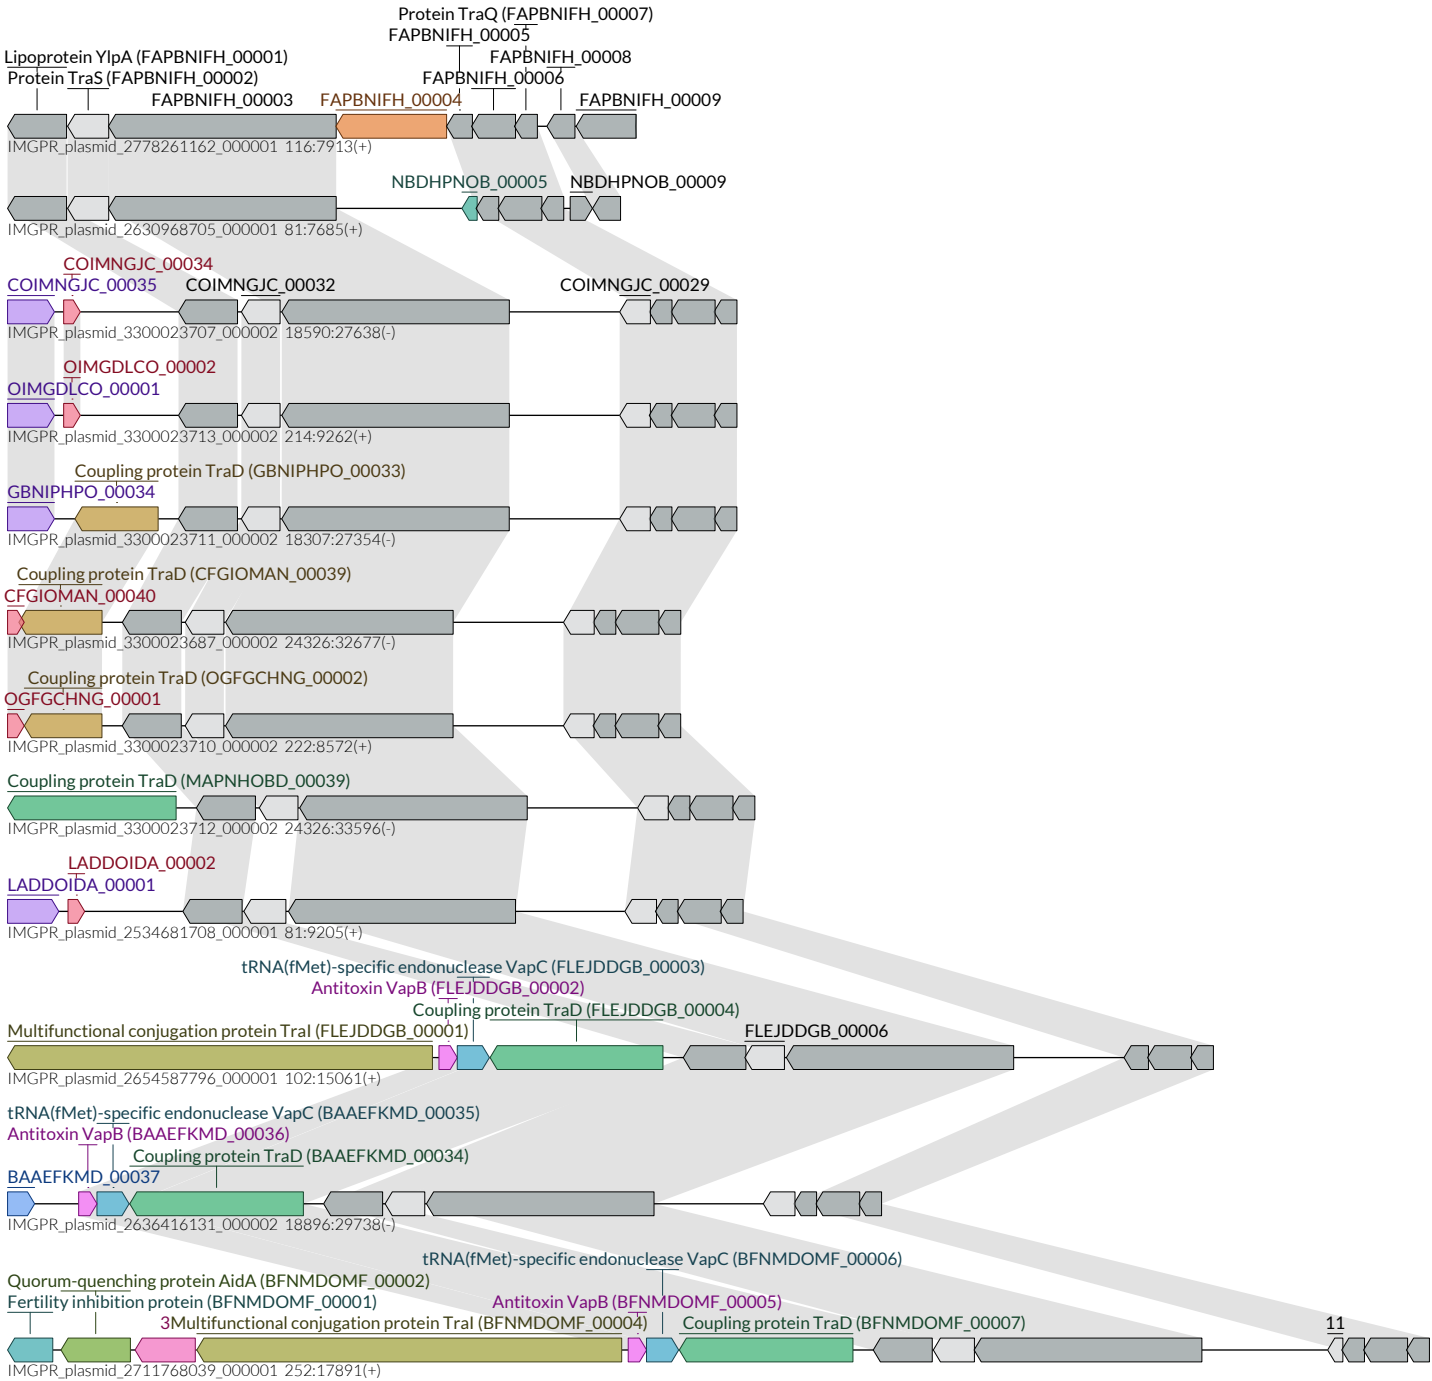 Protein TraQ (FAPBNIFH_00007)
FAPBNIFH_00005
Lipoprotein YlpA (FAPBNIFH_00001)
FAPBNIFH_00008
Protein TraS (FAPBNIFH_00002)
FAPBNIFH_00006
FAPBNIFH_00003
FAPBNIFH_00004
FAPBNIFH_00009
IMGPR_plasmid_2778261162_000001 116:7913(+)
NBDHPNOB_00005
NBDHPNOB_00009
IMGPR_plasmid_2630968705_000001 81:7685(+)
COIMNGJC_00034
COIMNGJC_00035
COIMNGJC_00032
COIMNGJC_00029
IMGPR_plasmid_3300023707_000002 18590:27638(-)
OIMGDLCO_00002
OIMGDLCO_00001
IMGPR_plasmid_3300023713_000002 214:9262(+)
Coupling protein TraD (GBNIPHPO_00033)
GBNIPHPO_00034
IMGPR_plasmid_3300023711_000002 18307:27354(-)
Coupling protein TraD (CFGIOMAN_00039)
CFGIOMAN_00040
IMGPR_plasmid_3300023687_000002 24326:32677(-)
Coupling protein TraD (OGFGCHNG_00002)
OGFGCHNG_00001
IMGPR_plasmid_3300023710_000002 222:8572(+)
Coupling protein TraD (MAPNHOBD_00039)
IMGPR_plasmid_3300023712_000002 24326:33596(-)
LADDOIDA_00002
LADDOIDA_00001
IMGPR_plasmid_2534681708_000001 81:9205(+)
tRNA(fMet)-specific endonuclease VapC (FLEJDDGB_00003)
Antitoxin VapB (FLEJDDGB_00002)
Coupling protein TraD (FLEJDDGB_00004)
Multifunctional conjugation protein TraI (FLEJDDGB_00001)
FLEJDDGB_00006
IMGPR_plasmid_2654587796_000001 102:15061(+)
tRNA(fMet)-specific endonuclease VapC (BAAEFKMD_00035)
Antitoxin VapB (BAAEFKMD_00036)
Coupling protein TraD (BAAEFKMD_00034)
BAAEFKMD_00037
IMGPR_plasmid_2636416131_000002 18896:29738(-)
tRNA(fMet)-specific endonuclease VapC (BFNMDOMF_00006)
Quorum-quenching protein AidA (BFNMDOMF_00002)
Fertility inhibition protein (BFNMDOMF_00001)
Antitoxin VapB (BFNMDOMF_00005)
3
Multifunctional conjugation protein TraI (BFNMDOMF_00004)
Coupling protein TraD (BFNMDOMF_00007)
11
IMGPR_plasmid_2711768039_000001 252:17891(+)